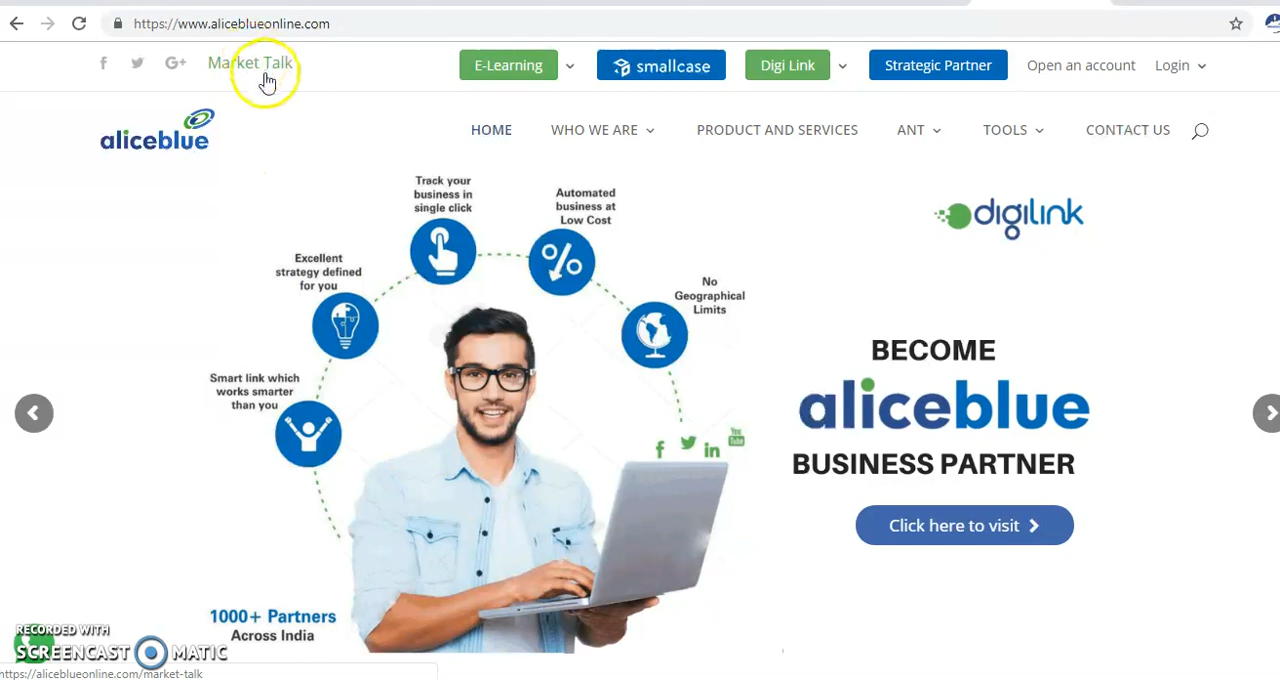 https://www.aliceblueonline.com
Market Talk
E-Learning
smallcase
Digi Link
Strategic Partner
Open an account
Login
aliceblue
HOME
WHO WE ARE
PRODUCT AND SERVICES
ANT
TOOLS
CONTACT US
Track your
business in
single click
Automated
business at
Low Cost
Excellent
strategy defined
for you
No
Geographical
Limits
Smart link which
works smarter
than you
You
Tube
digilink
BECOME
aliceblue
BUSINESS PARTNER
Click here to visit
1000+ Partners
Across India
RECORDED WITH
SCREENCAST MATIC
https://aliceblueonline.com/market-talk